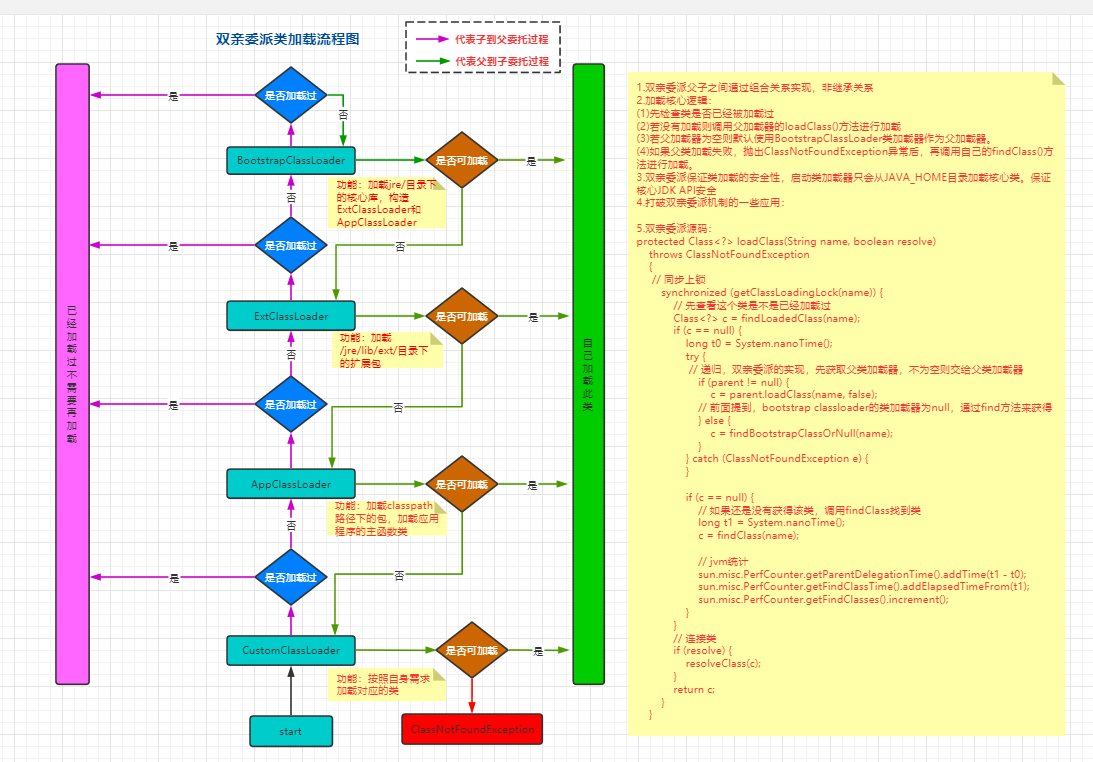 双亲委派类加载流程图
代表子到父委托过程
代表父到子委托过程
是否加载过
是
否
BootstrapClassLoader
是否可加载
是
功能：加载jre/目录下
的核心库，构造
ExtClassLoader和
AppClassLoader
否
是否加载过
是
否
ExtClassLoader
是否可加载
是
功能：加载
/jre/lib/ext/目录下
的扩展包
否
是否加载过
是
否
AppClassLoader
是否可加载
是
功能：加载classpath
路径下的包，加载应用
程序的主函数类
否
是否加载过
是
否
CustomClassLoader
是否可加载
是
功能：按照自身需求
加载对应的类
start
ClassNotFoundException
已经加载过不需要再加载
自己加载此类
1.双亲委派父子之间通过组合关系实现，非继承关系
2.加载核心逻辑：
(1)先检查类是否已经被加载过
(2)若没有加载则调用父加载器的loadClass()方法进行加载
(3)若父加载器为空则默认使用BootstrapClassLoader类加载器作为父加载器。
(4)如果父类加载失败，抛出ClassNotFoundException异常后，再调用自己的findClass()方
法进行加载。
3.双亲委派保证类加载的安全性，启动类加载器只会从JAVA_HOME目录加载核心类。保证
核心JDK API安全
4.打破双亲委派机制的一些应用：
5.双亲委派源码：
protected Class<?> loadClass(String name, boolean resolve)
throws ClassNotFoundException
{
// 同步上锁
synchronized (getClassLoadingLock(name)) {
// 先查看这个类是不是已经加载过
Class<?> c = findLoadedClass(name);
if (c == null) {
long t0 = System.nanoTime();
try {
// 递归，双亲委派的实现，先获取父类加载器，不为空则交给父类加载器
if (parent != null) {
c = parent.loadClass(name, false);
// 前面提到，bootstrap classloader的类加载器为null，通过find方法来获得
} else {
c = findBootstrapClassOrNull(name);
}
} catch (ClassNotFoundException e) {
}
if (c == null) {
// 如果还是没有获得该类，调用findClass找到类
long t1 = System.nanoTime();
c = findClass(name);
// jvm统计
sun.misc.PerfCounter.getParentDelegationTime().addTime(t1 - t0);
sun.misc.PerfCounter.getFindClassTime().addElapsedTimeFrom(t1);
sun.misc.PerfCounter.getFindClasses().increment();
}
}
// 连接类
if (resolve) {
resolveClass(c);
}
return c;
}
}